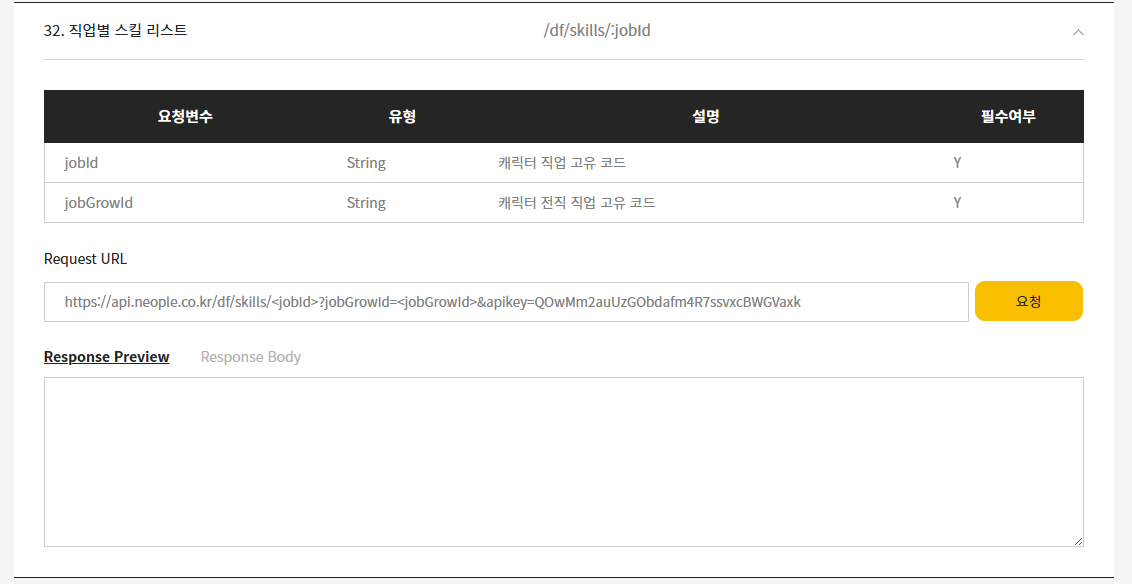 32. 직업별 스킬 리스트 /df/skills/:jobId
요청변수 유형 설명 필수여부
jobId String 캐릭터 직업 고유 코드 Y
jobGrowId String 캐릭터 전직 직업 고유 코드 Y
Request URL
https://api.neople.co.kr/df/skills/<jobId>?jobGrowId=<jobGrowId>&apikey=QOwMm2auUzGObdafm4R7ssvxcBWGVaxk
요청
Response Preview Response Body